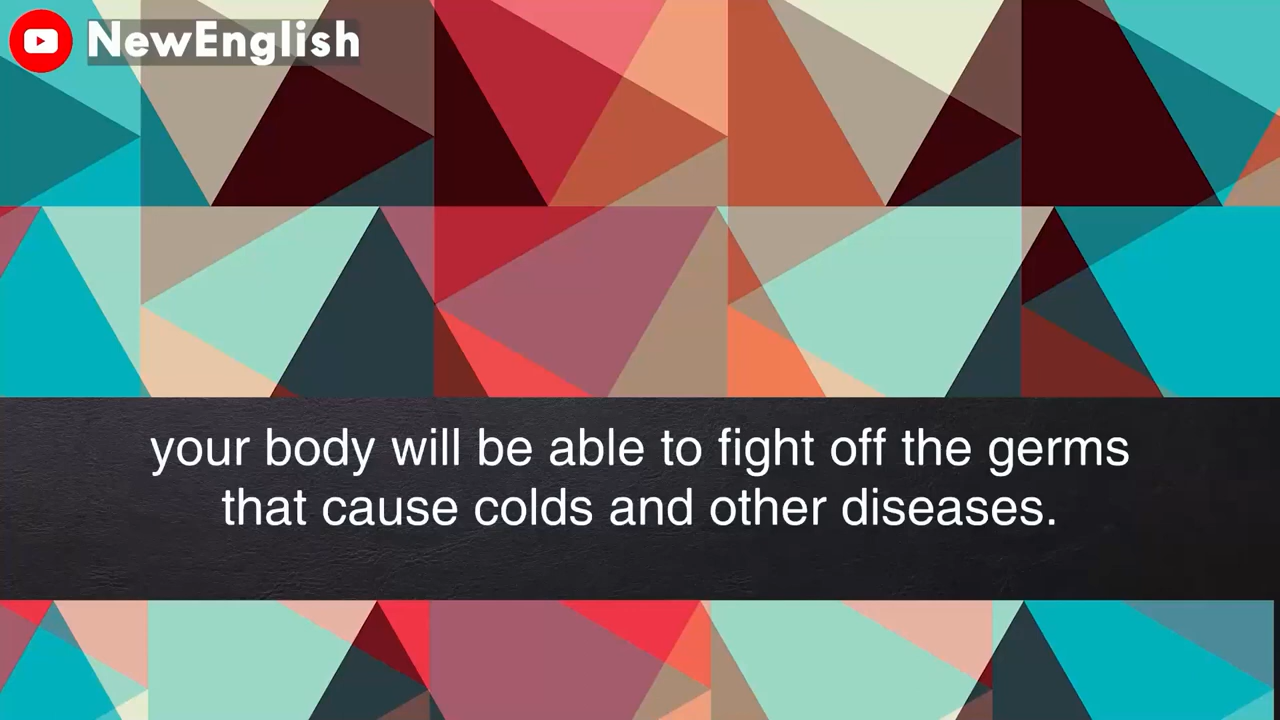 NewEnglish
your body will be able to fight off the germs
that cause colds and other diseases.